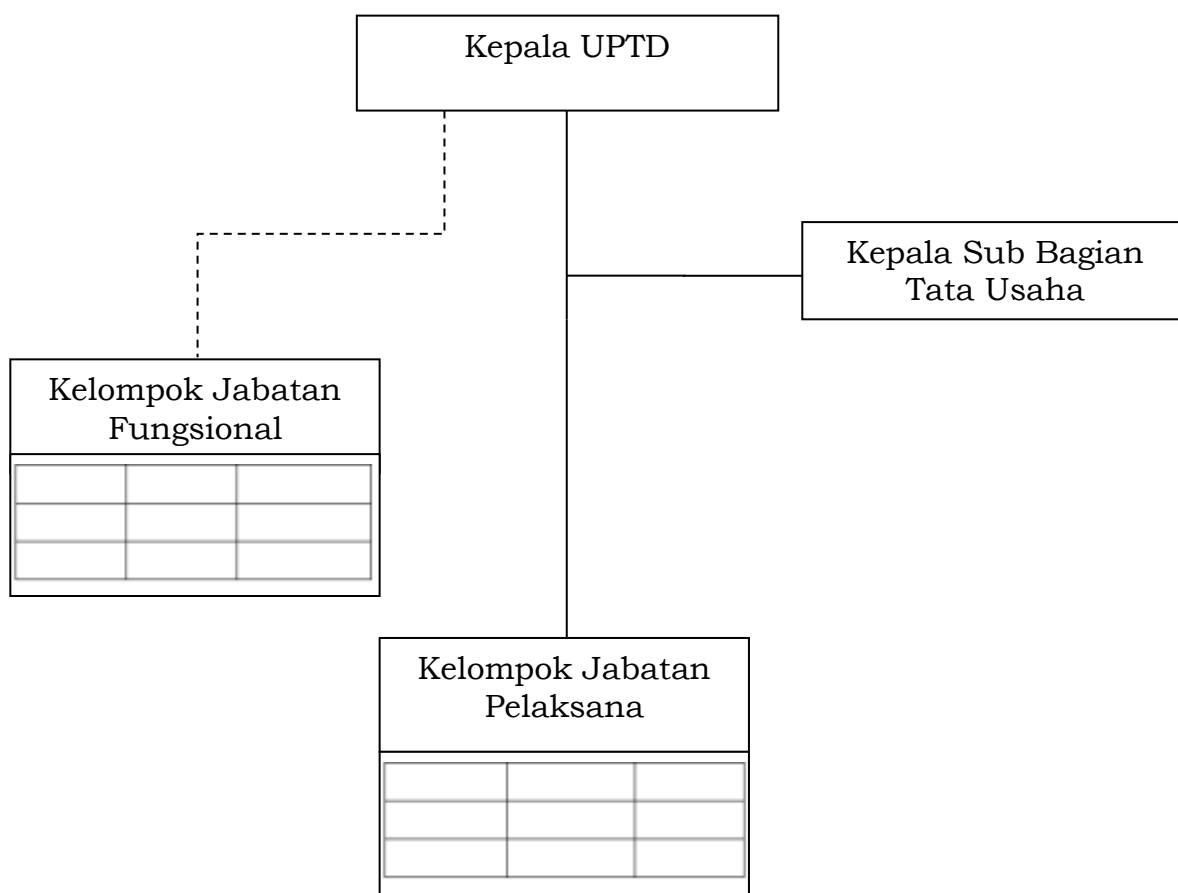 Kepala UPTD
Kepala Sub Bagian
Tata Usaha
Kelompok Jabatan
Fungsional
Kelompok Jabatan
Pelaksana